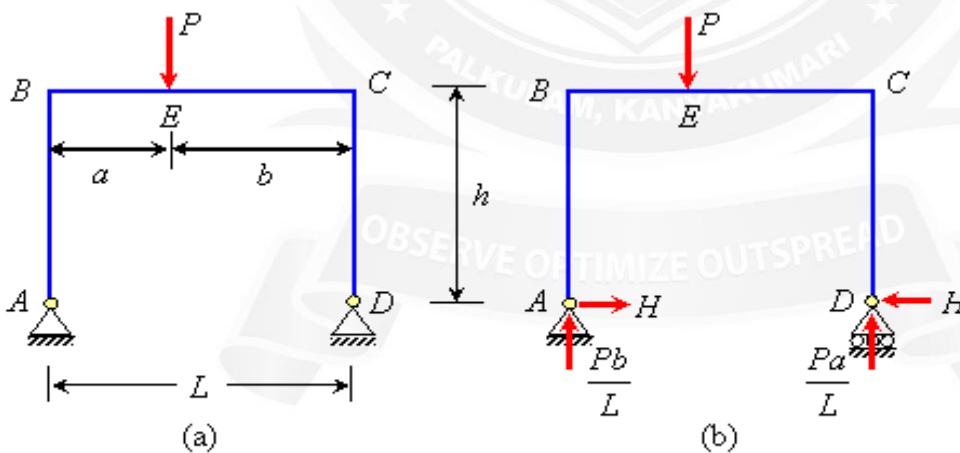 P
B
C
E
a
b
h
A
D
L
(a)
P
B
C
E
A
H
D
H
Pb
L
Pa
L
(b)
PALKULAM, KANYAKUMARI
OBSERVE OPTIMIZE OUTSPREAD